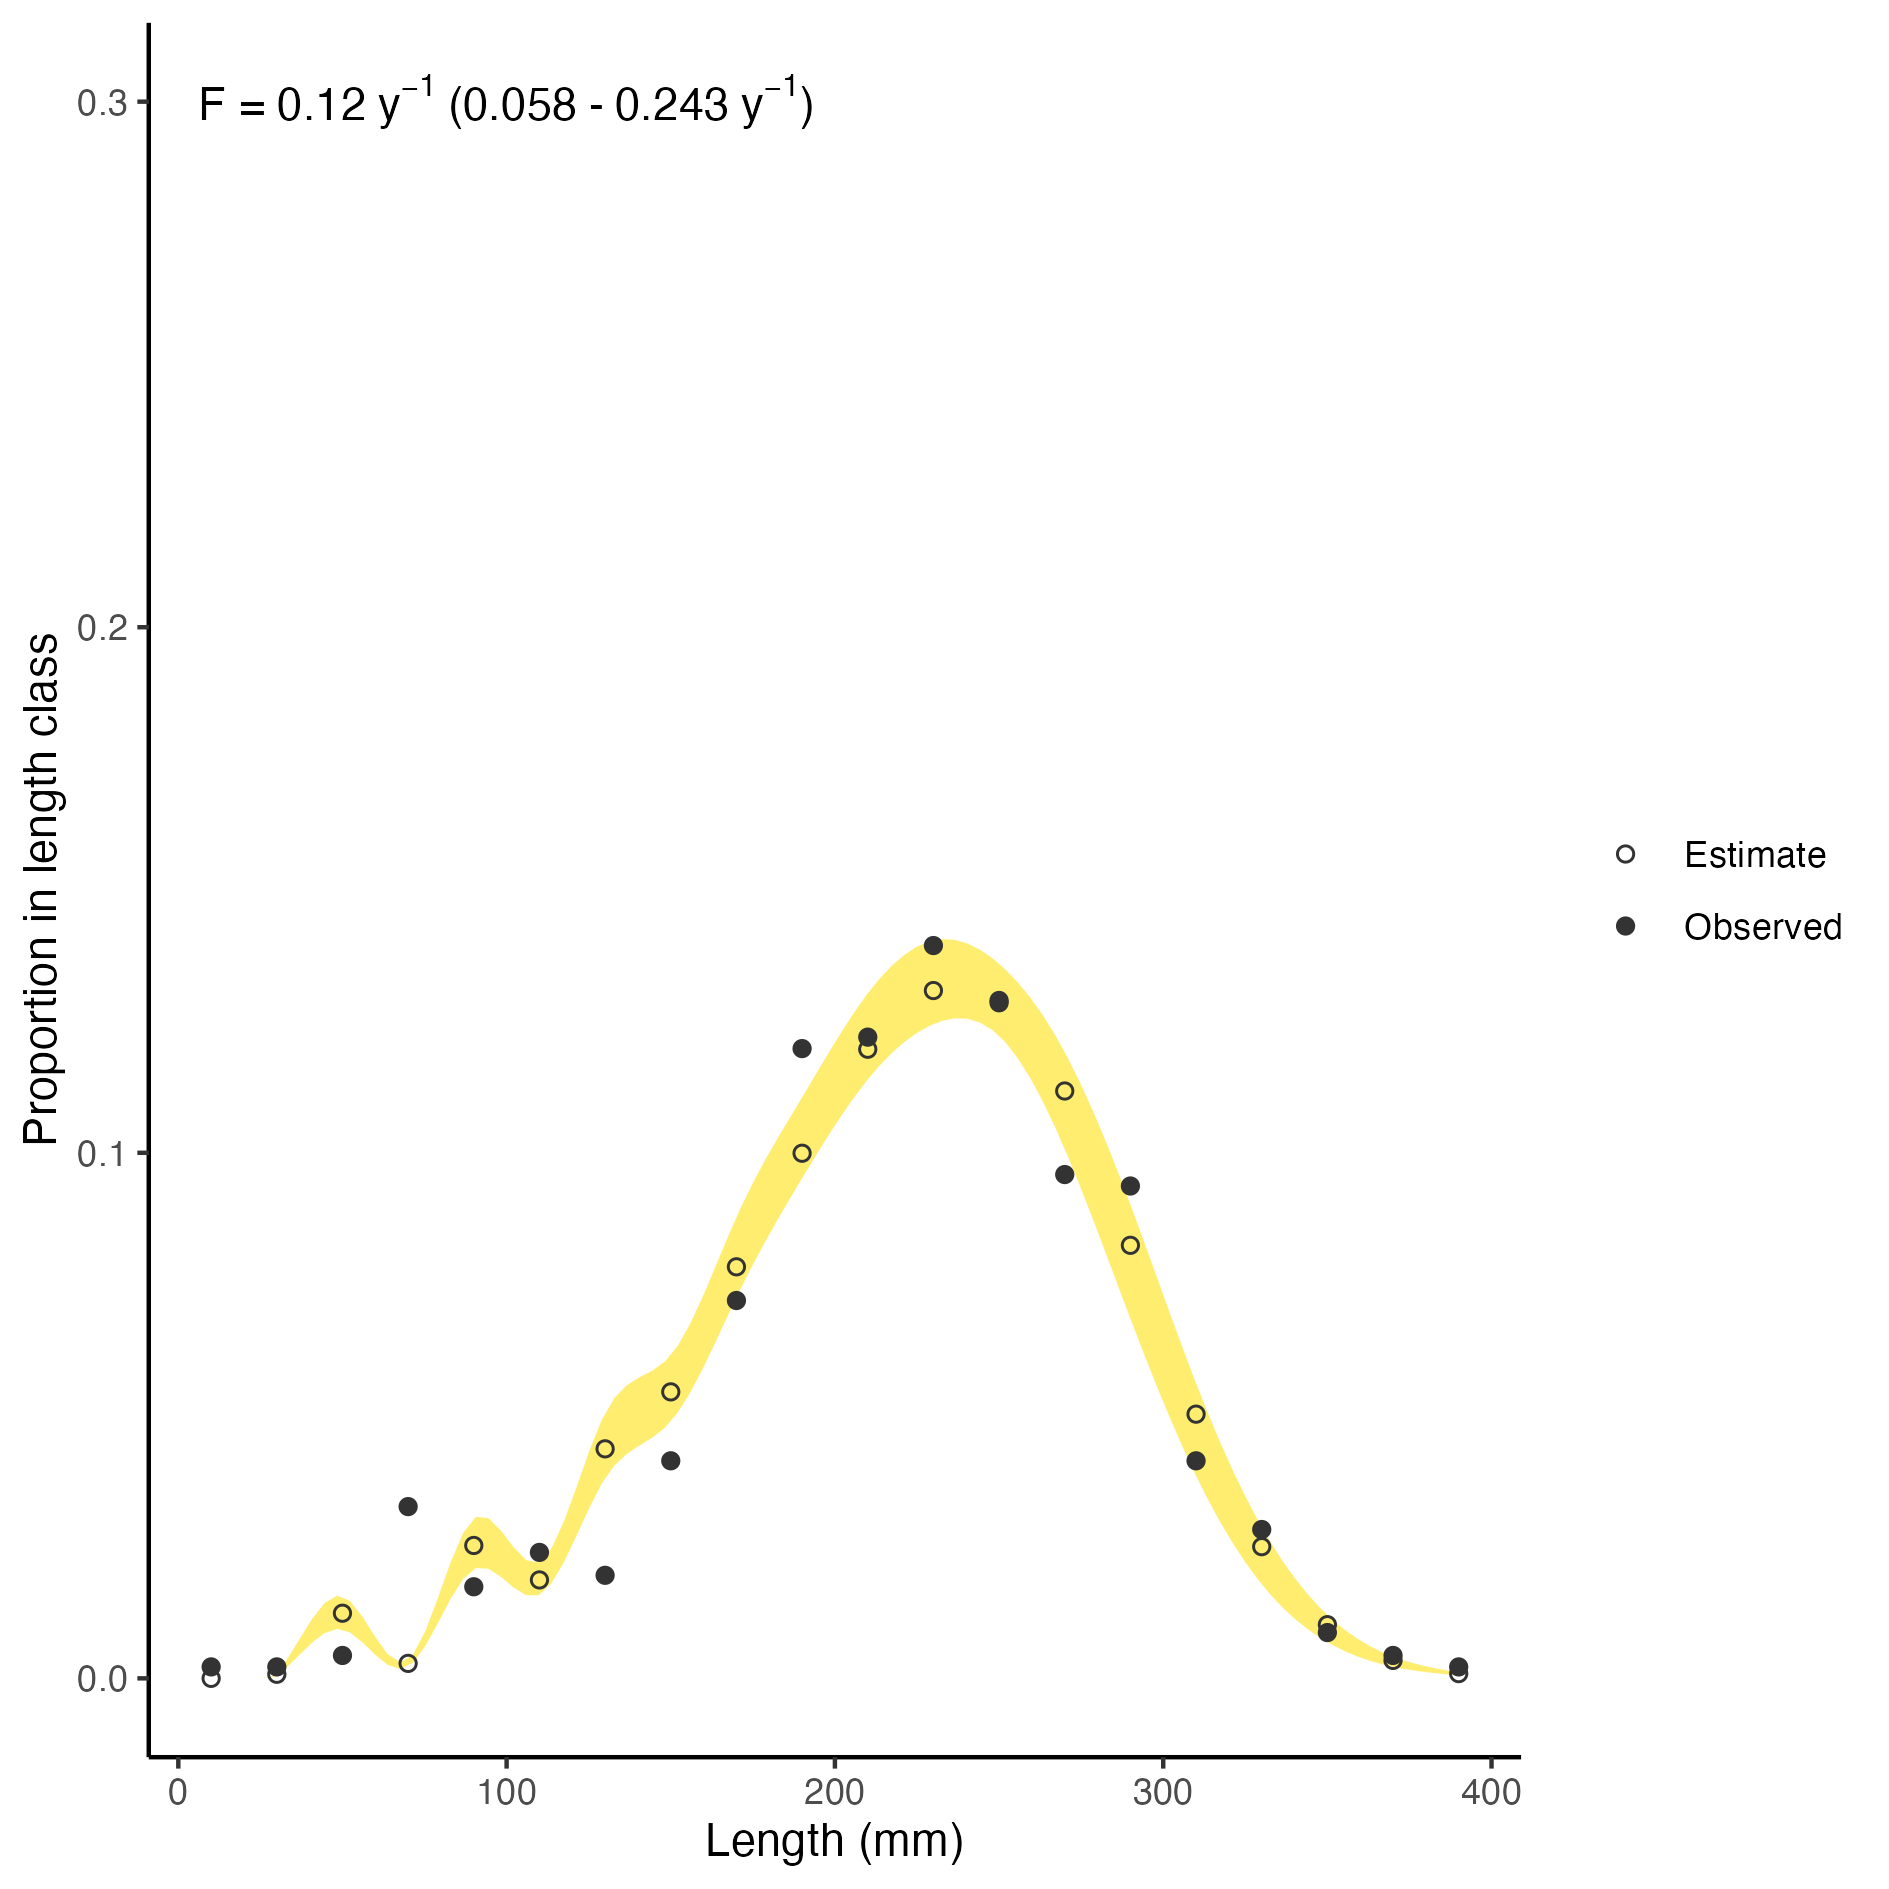 F = 0.12 y⁻¹ (0.058 - 0.243 y⁻¹)
0.3
0.2
0.1
0.0
Proportion in length class
0 100 200 300 400
Length (mm)
Estimate
Observed